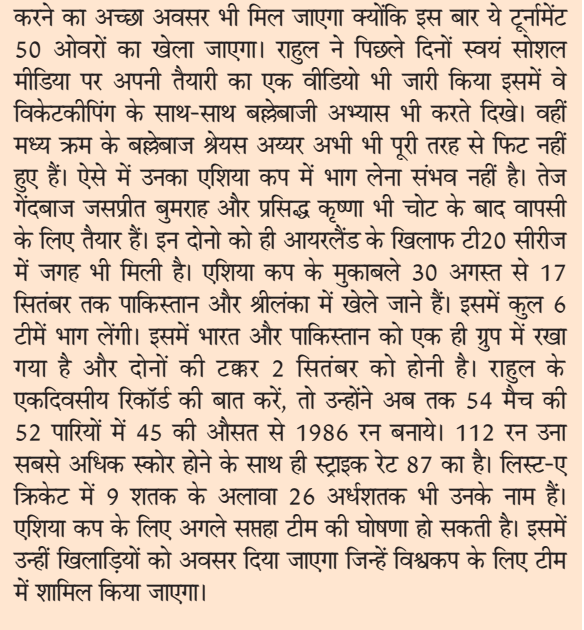 करने का अच्छा अवसर भी मिल जाएगा क्योंकि इस बार ये टूर्नामेंट
50 ओवरों का खेला जाएगा। राहुल ने पिछले दिनों स्वयं सोशल
मीडिया पर अपनी तैयारी का एक वीडियो भी जारी किया इसमें वे
विकेटकीपिंग के साथ-साथ बल्लेबाजी अभ्यास भी करते दिखे। वहीं
मध्य क्रम के बल्लेबाज श्रेयस अय्यर अभी भी पूरी तरह से फिट नहीं
हुए हैं। ऐसे में उनका एशिया कप में भाग लेना संभव नहीं है। तेज
गेंदबाज जसप्रीत बुमराह और प्रसिद्ध कृष्णा भी चोट के बाद वापसी
के लिए तैयार हैं। इन दोनो को ही आयरलैंड के खिलाफ टी20 सीरीज
में जगह भी मिली है। एशिया कप के मुकाबले 30 अगस्त से 17
सितंबर तक पाकिस्तान और श्रीलंका में खेले जाने हैं। इसमें कुल 6
टीमें भाग लेंगी। इसमें भारत और पाकिस्तान को एक ही ग्रुप में रखा
गया है और दोनों की टक्कर 2 सितंबर को होनी है। राहुल के
एकदिवसीय रिकॉर्ड की बात करें, तो उन्होंने अब तक 54 मैच की
52 पारियों में 45 की औसत से 1986 रन बनाये। 112 रन उना
सबसे अधिक स्कोर होने के साथ ही स्ट्राइक रेट 87 का है। लिस्ट-ए
क्रिकेट में 9 शतक के अलावा 26 अर्धशतक भी उनके नाम हैं।
एशिया कप के लिए अगले सप्तहा टीम की घोषणा हो सकती है। इसमें
उन्हीं खिलाड़ियों को अवसर दिया जाएगा जिन्हें विश्वकप के लिए टीम
में शामिल किया जाएगा।